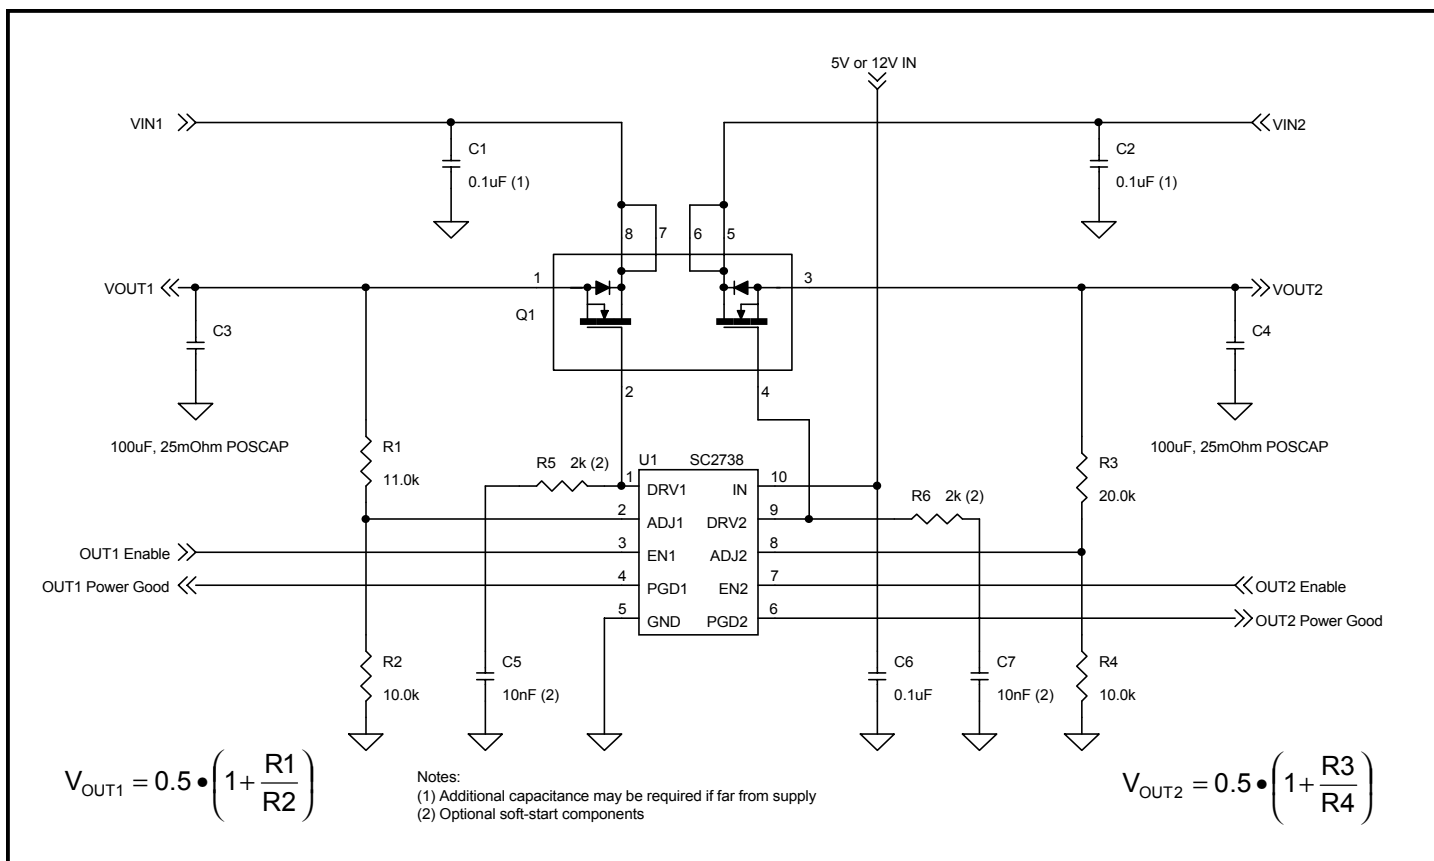 5V or 12V IN
VIN1
VIN2
C1
0.1uF (1)
C2
0.1uF (1)
8
7
6
5
VOUT1
1
3
VOUT2
Q1
C3
C4
2
4
100uF, 25mOhm POSCAP
100uF, 25mOhm POSCAP
R1
11.0k
R5 2k (2)
U1 SC2738
R3
20.0k
R6 2k (2)
1 DRV1 IN 10
2 ADJ1 DRV2 9
3 EN1 ADJ2 8
4 PGD1 EN2 7
5 GND PGD2 6
OUT1 Enable
OUT1 Power Good
OUT2 Enable
OUT2 Power Good
R2
10.0k
C5
10nF (2)
C6
0.1uF
C7
10nF (2)
R4
10.0k
V_OUT1 = 0.5 • (1 + R1/R2)
Notes:
(1) Additional capacitance may be required if far from supply
(2) Optional soft-start components
V_OUT2 = 0.5 • (1 + R3/R4)